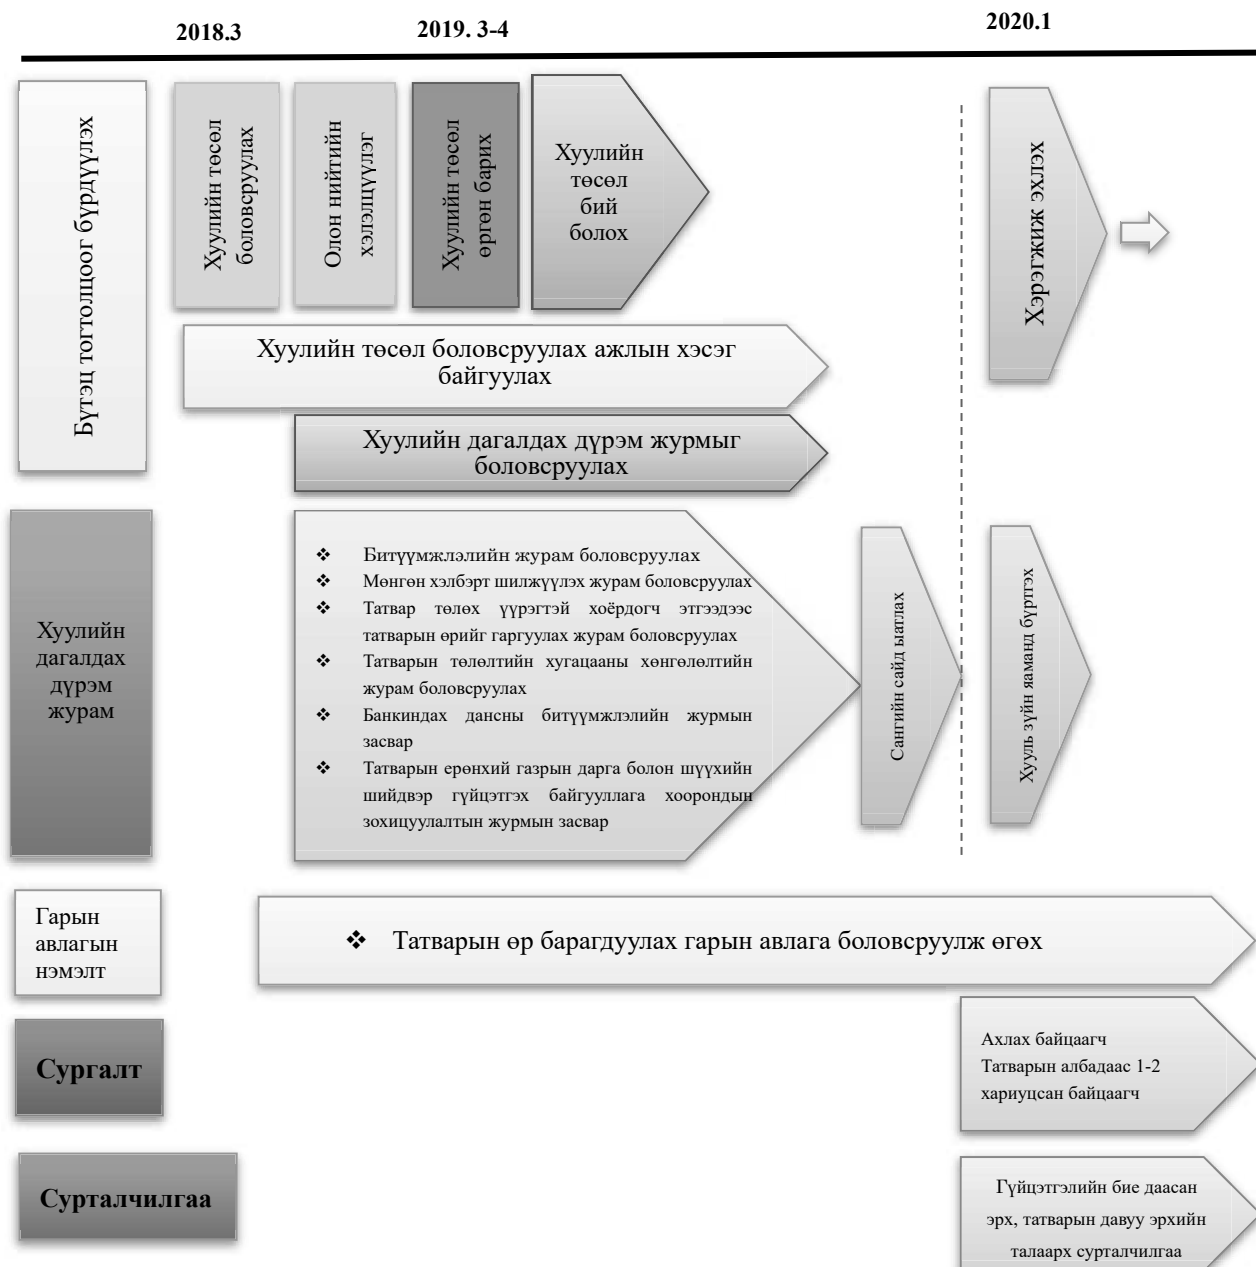 2018.3
2019. 3-4
2020.1
Бүтэц тогтолцоог бүрдүүлэх
Хуулийн төсөл
боловсруулах
Олон нийтийн
хэлэлцүүлэг
Хуулийн төсөл
өргөн барих
Хуулийн
төсөл
бий
болох
Хэрэгжиж эхлэх
Хуулийн төсөл боловсруулах ажлын хэсэг
байгуулах
Хуулийн дагалдах дүрэм журмыг
боловсруулах
Хуулийн
дагалдах
дүрэм
журам
❖ Битүүмжлэлийн журам боловсруулах
❖ Мөнгөн хэлбэрт шилжүүлэх журам боловсруулах
❖ Татвар төлөх үүрэгтэй хоёрдогч этгээдээс
татварын өрийг гаргуулах журам боловсруулах
❖ Татварын төлөлтийн хугацааны хөнгөлөлтийн
журам боловсруулах
❖ Банкиндах дансны битүүмжлэлийн журмын
засвар
❖ Татварын ерөнхий газрын дарга болон шүүхийн
шийдвэр гүйцэтгэх байгууллага хоорондын
зохицуулалтын журмын засвар
Сангийн сайд ыатлах
Хууль зүйн яаманд бүртгэх
Гарын
авлагын
нэмэлт
❖ Татварын өр барагдуулах гарын авлага боловсруулж өгөх
Сургалт
Ахлах байцаагч
Татварын албадаас 1-2
хариуцсан байцаагч
Сурталчилгаа
Гүйцэтгэлийн бие даасан
эрх, татварын давуу эрхийн
талаарх сурталчилгаа